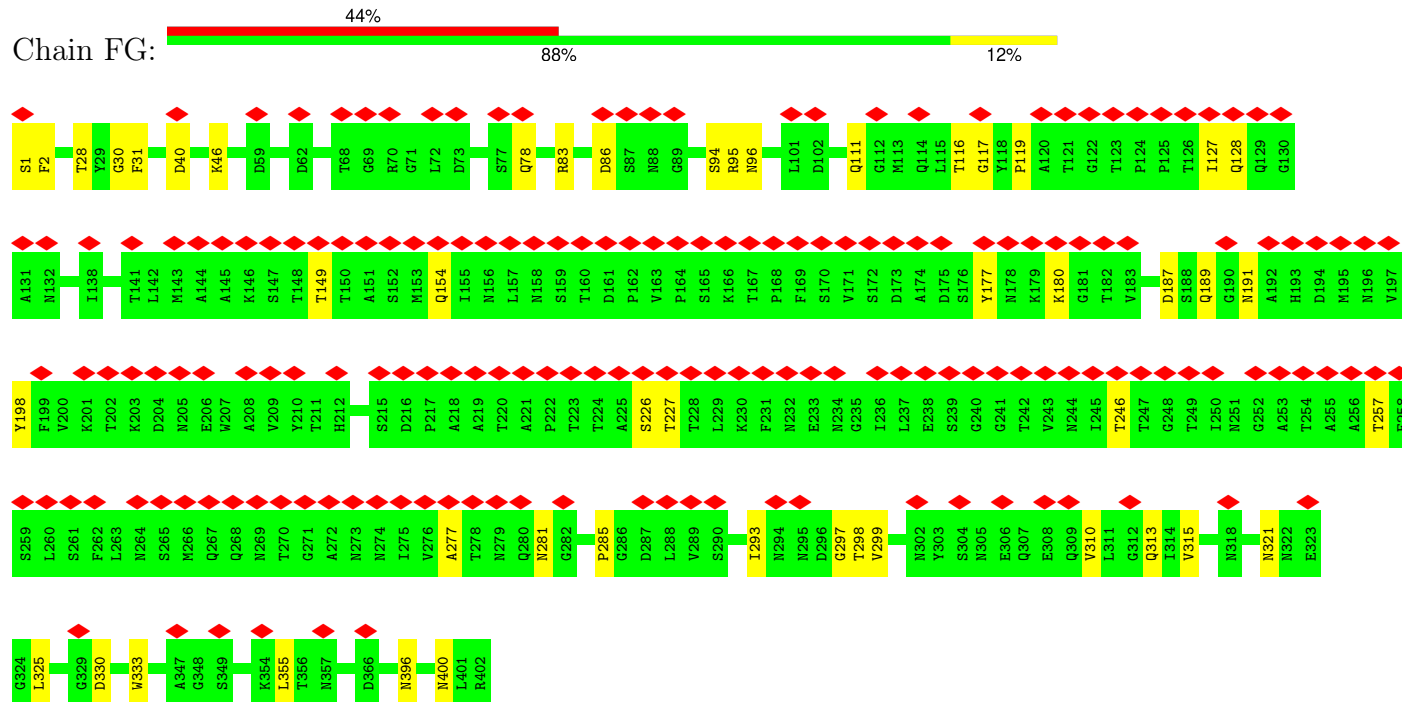 44%
Chain FG:
88% 12%
S1 F2 T28 Y29 G30 F31 D40 K46 D59 D62 T68 G69 R70 G71 L72 D73 S77 Q78 R83 D86 S87 N88 G89 S94 R95 N96 L101 D102 Q111 G112 M113 Q114 L115 T116 G117 Y118 P119 A120 T121 G122 T123 P124 P125 T126 I127 Q128 Q129 G130
A131 N132 I138 T141 L142 M143 A144 A145 K146 S147 T148 T149 T150 A151 S152 M153 Q154 I155 N156 L157 N158 S159 T160 D161 P162 V163 P164 S165 K166 T167 P168 F169 S170 V171 S172 D173 A174 D175 S176 Y177 N178 K179 K180 G181 T182 V183 D187 S188 Q189 G190 N191 A192 H193 D194 M195 N196 V197
Y198 F199 V200 K201 T202 K203 D204 N205 E206 W207 A208 V209 Y210 T211 H212 S215 D216 P217 A218 A219 T220 A221 P222 T223 T224 A225 S226 T227 T228 L229 K230 F231 N232 E233 N234 G235 I236 L237 E238 S239 G240 G241 T242 V243 N244 I245 T246 T247 G248 T249 I250 N251 G252 A253 T254 A255 A256 T257 F258
S259 L260 S261 F262 L263 N264 S265 M266 Q267 Q268 N269 T270 G271 A272 N273 N274 I275 V276 A277 T278 N279 Q280 N281 G282 P285 G286 D287 L288 V289 S290 I293 N294 N295 D296 G297 T298 V299 N302 Y303 S304 N305 E306 Q307 E308 Q309 V310 L311 G312 Q313 I314 V315 N318 N321 N322 E323
G324 L325 G329 D330 W333 A347 G348 S349 K354 L355 T356 N357 D366 N396 N400 L401 R402